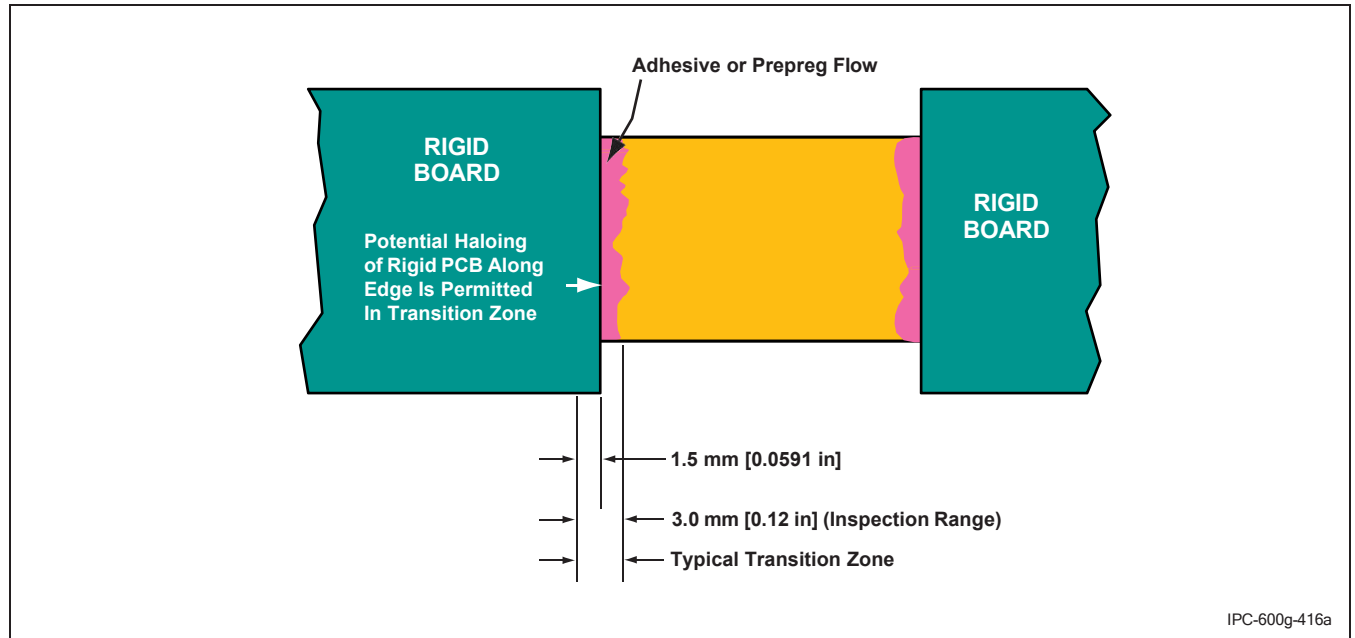 Adhesive or Prepreg Flow
RIGID
BOARD
Potential Haloing
of Rigid PCB Along
Edge Is Permitted
In Transition Zone
RIGID
BOARD
1.5 mm [0.0591 in]
3.0 mm [0.12 in] (Inspection Range)
Typical Transition Zone
IPC-600g-416a